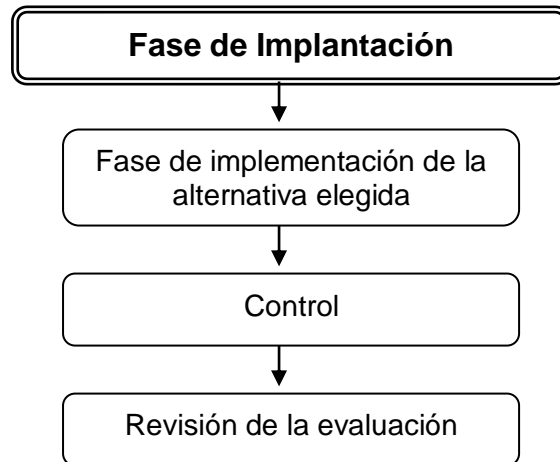 Fase de Implantación
Fase de implementación de la
alternativa elegida
Control
Revisión de la evaluación